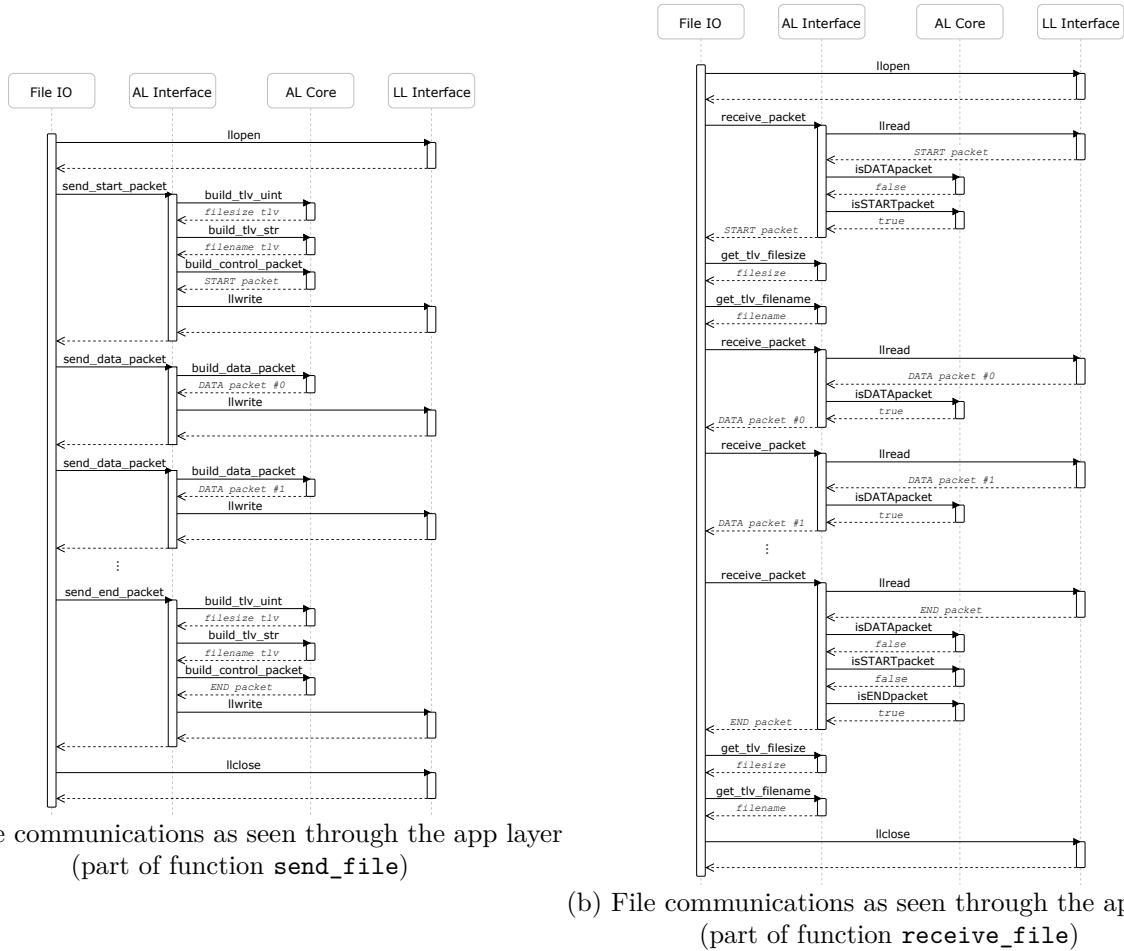 File IO
AL Interface
AL Core
LL Interface
llopen
send_start_packet
build_tlv_uint
filesize tlv
build_tlv_str
filename tlv
build_control_packet
START packet
llwrite
send_data_packet
build_data_packet
DATA packet #0
llwrite
send_data_packet
build_data_packet
DATA packet #1
llwrite
⋮
send_end_packet
build_tlv_uint
filesize tlv
build_tlv_str
filename tlv
build_control_packet
END packet
llwrite
llclose
e communications as seen through the app layer
(part of function send_file)
File IO
AL Interface
AL Core
LL Interface
llopen
receive_packet
llread
START packet
isDATApacket
false
isSTARTpacket
true
START packet
get_tlv_filesize
filesize
get_tlv_filename
filename
receive_packet
llread
DATA packet #0
isDATApacket
true
DATA packet #0
receive_packet
llread
DATA packet #1
isDATApacket
true
DATA packet #1
⋮
receive_packet
llread
END packet
isDATApacket
false
isSTARTpacket
false
isENDpacket
true
END packet
get_tlv_filesize
filesize
get_tlv_filename
filename
llclose
(b) File communications as seen through the ap
(part of function receive_file)